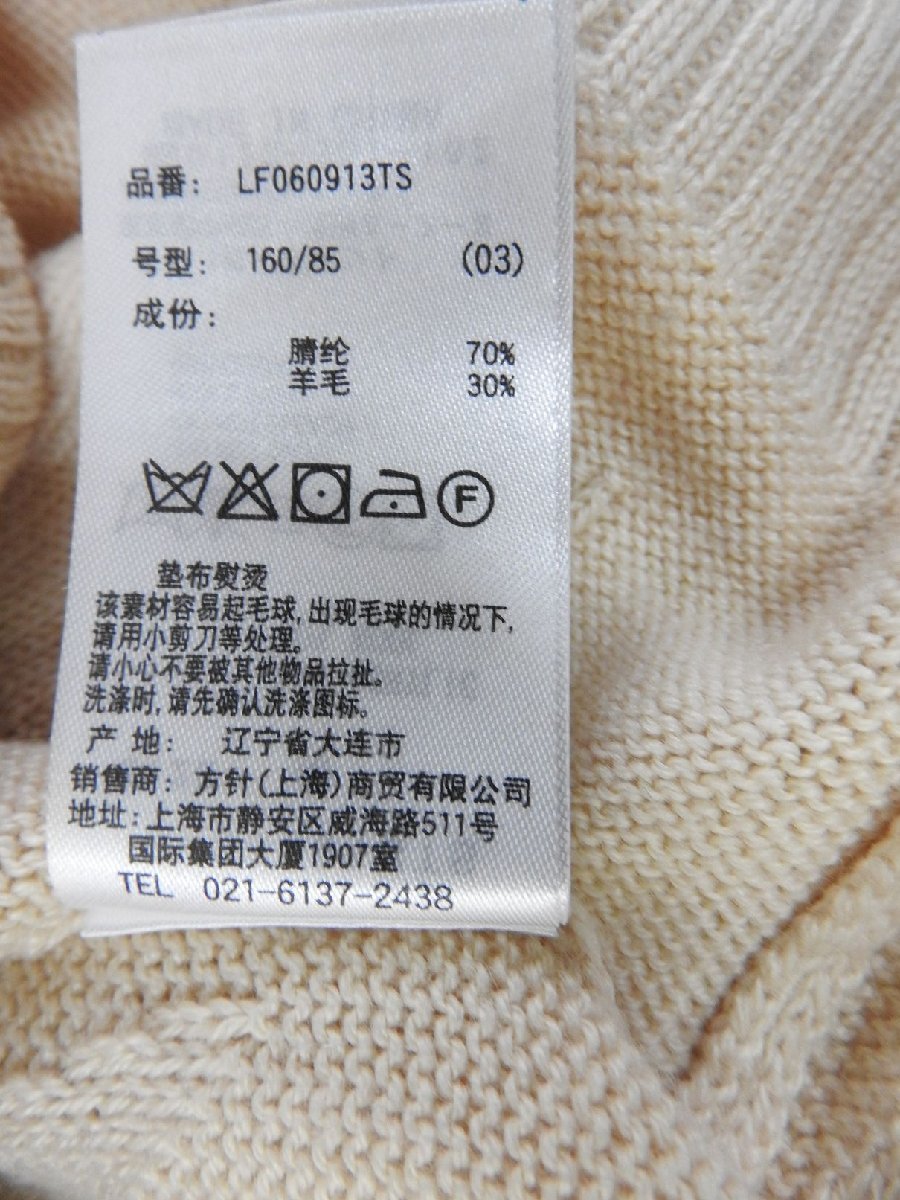 品番： LF060913TS
号型： 160/85 (03)
成份：
腈纶 70%
羊毛 30%
F
垫布熨烫
该素材容易起毛球,出现毛球的情况下,
请用小剪刀等处理。
请小心不要被其他物品拉扯。
洗涤时,请先确认洗涤图标。
产 地： 辽宁省大连市
销售商： 方针(上海)商贸有限公司
地址：上海市静安区威海路511号
国际集团大厦1907室
TEL 021-6137-2438